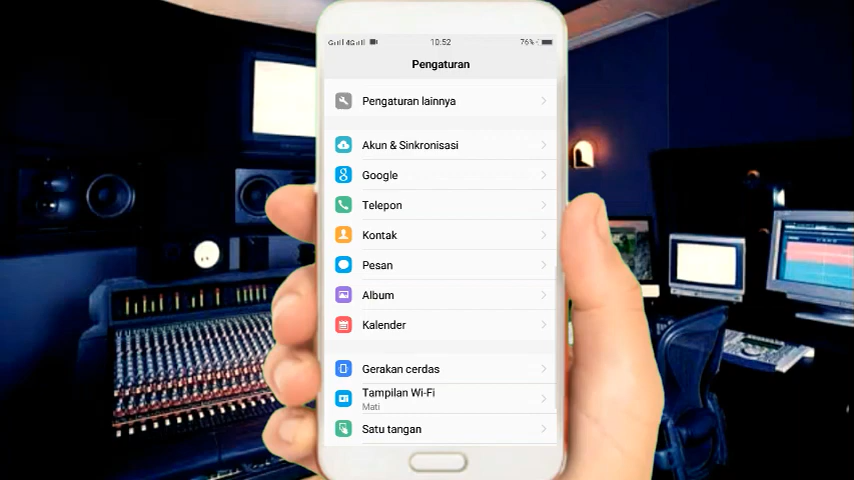 10:52
76%
Pengaturan
Pengaturan lainnya
Akun & Sinkronisasi
Google
Telepon
Kontak
Pesan
Album
Kalender
Gerakan cerdas
Tampilan Wi-Fi
Mati
Satu tangan